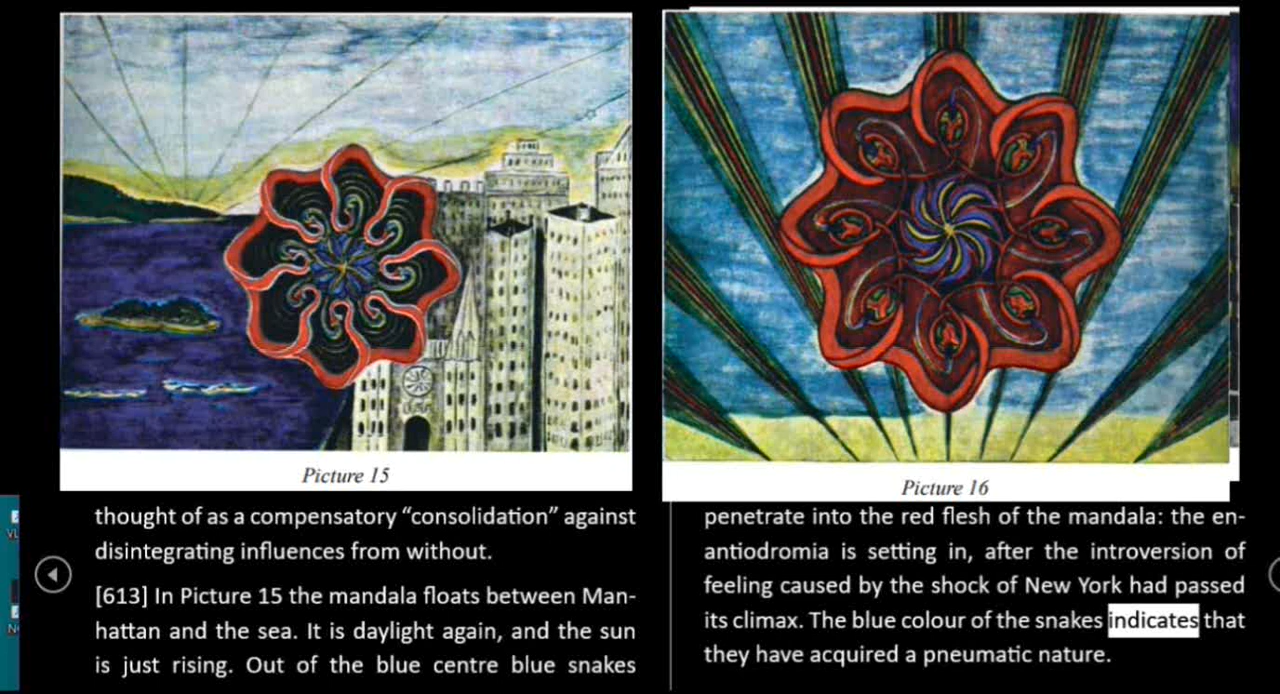 Picture 15
thought of as a compensatory “consolidation” against
disintegrating influences from without.
[613] In Picture 15 the mandala floats between Man-
hattan and the sea. It is daylight again, and the sun
is just rising. Out of the blue centre blue snakes
Picture 16
penetrate into the red flesh of the mandala: the en-
antiodromia is setting in, after the introversion of
feeling caused by the shock of New York had passed
its climax. The blue colour of the snakes indicates that
they have acquired a pneumatic nature.